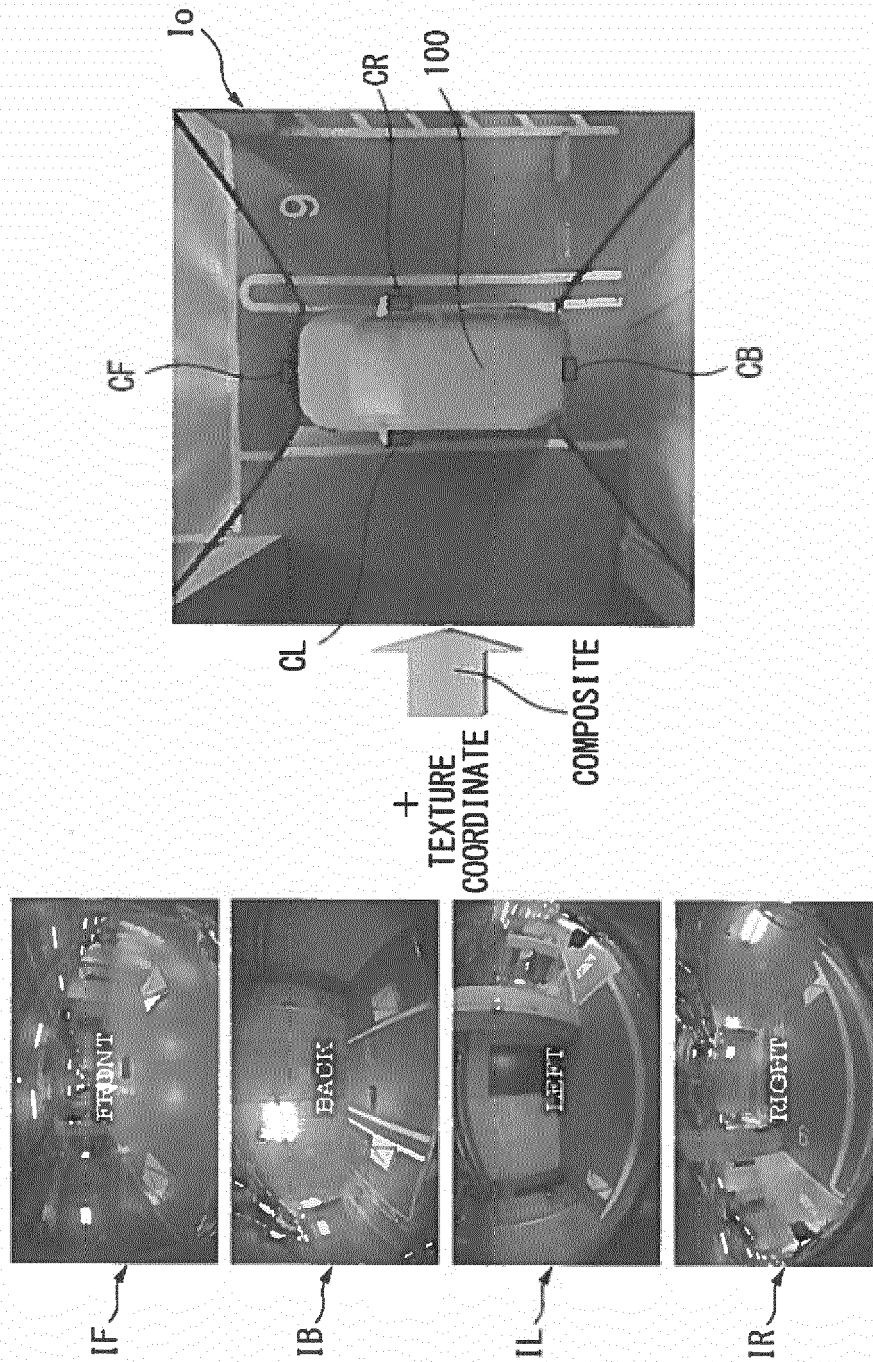 IF
FRONT
IB
BACK
IL
LEFT
IR
RIGHT
+
TEXTURE
COORDINATE
COMPOSITE
Io
CF
CL
CR
100
CB
9